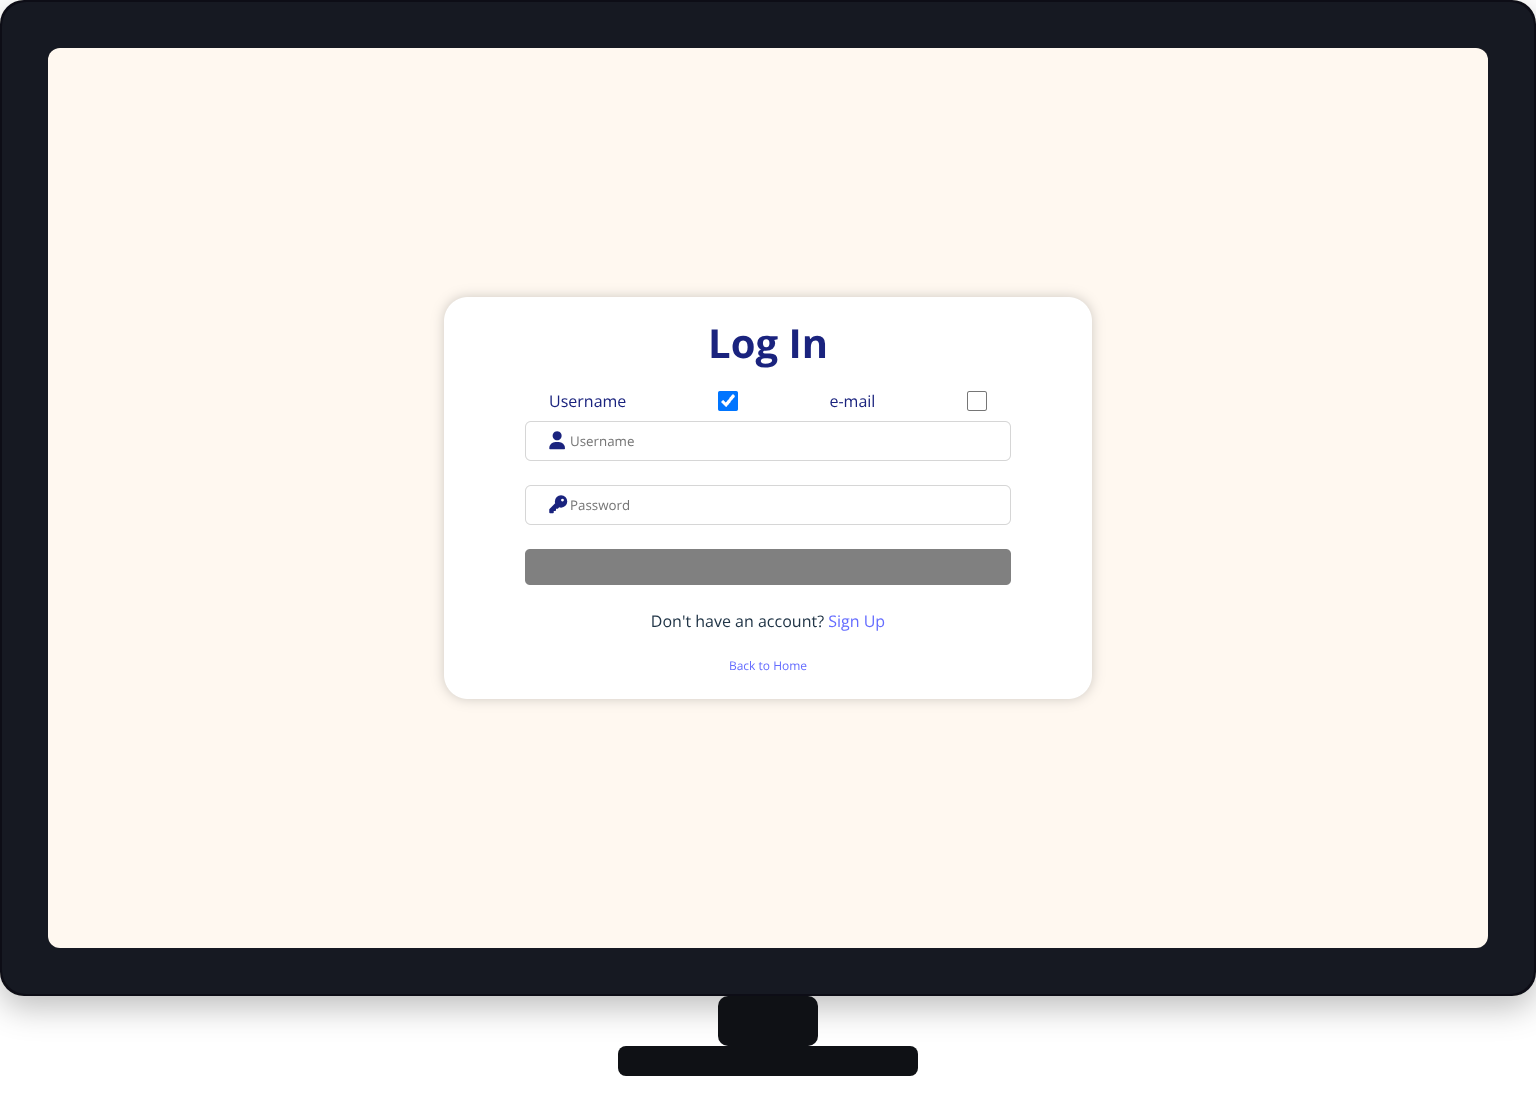 Log In
Username e-mail
Username
Password
Don't have an account? Sign Up
Back to Home